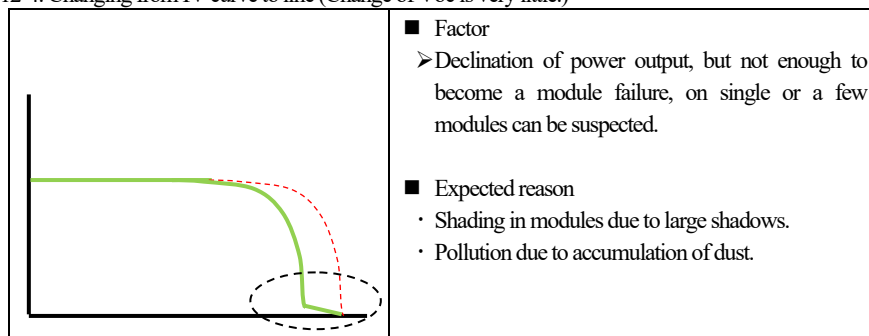 12-4. Changing from IV curve to line (Change of Voc is very little.)
■ Factor
➢Declination of power output, but not enough to
become a module failure, on single or a few
modules can be suspected.
■ Expected reason
・Shading in modules due to large shadows.
・Pollution due to accumulation of dust.